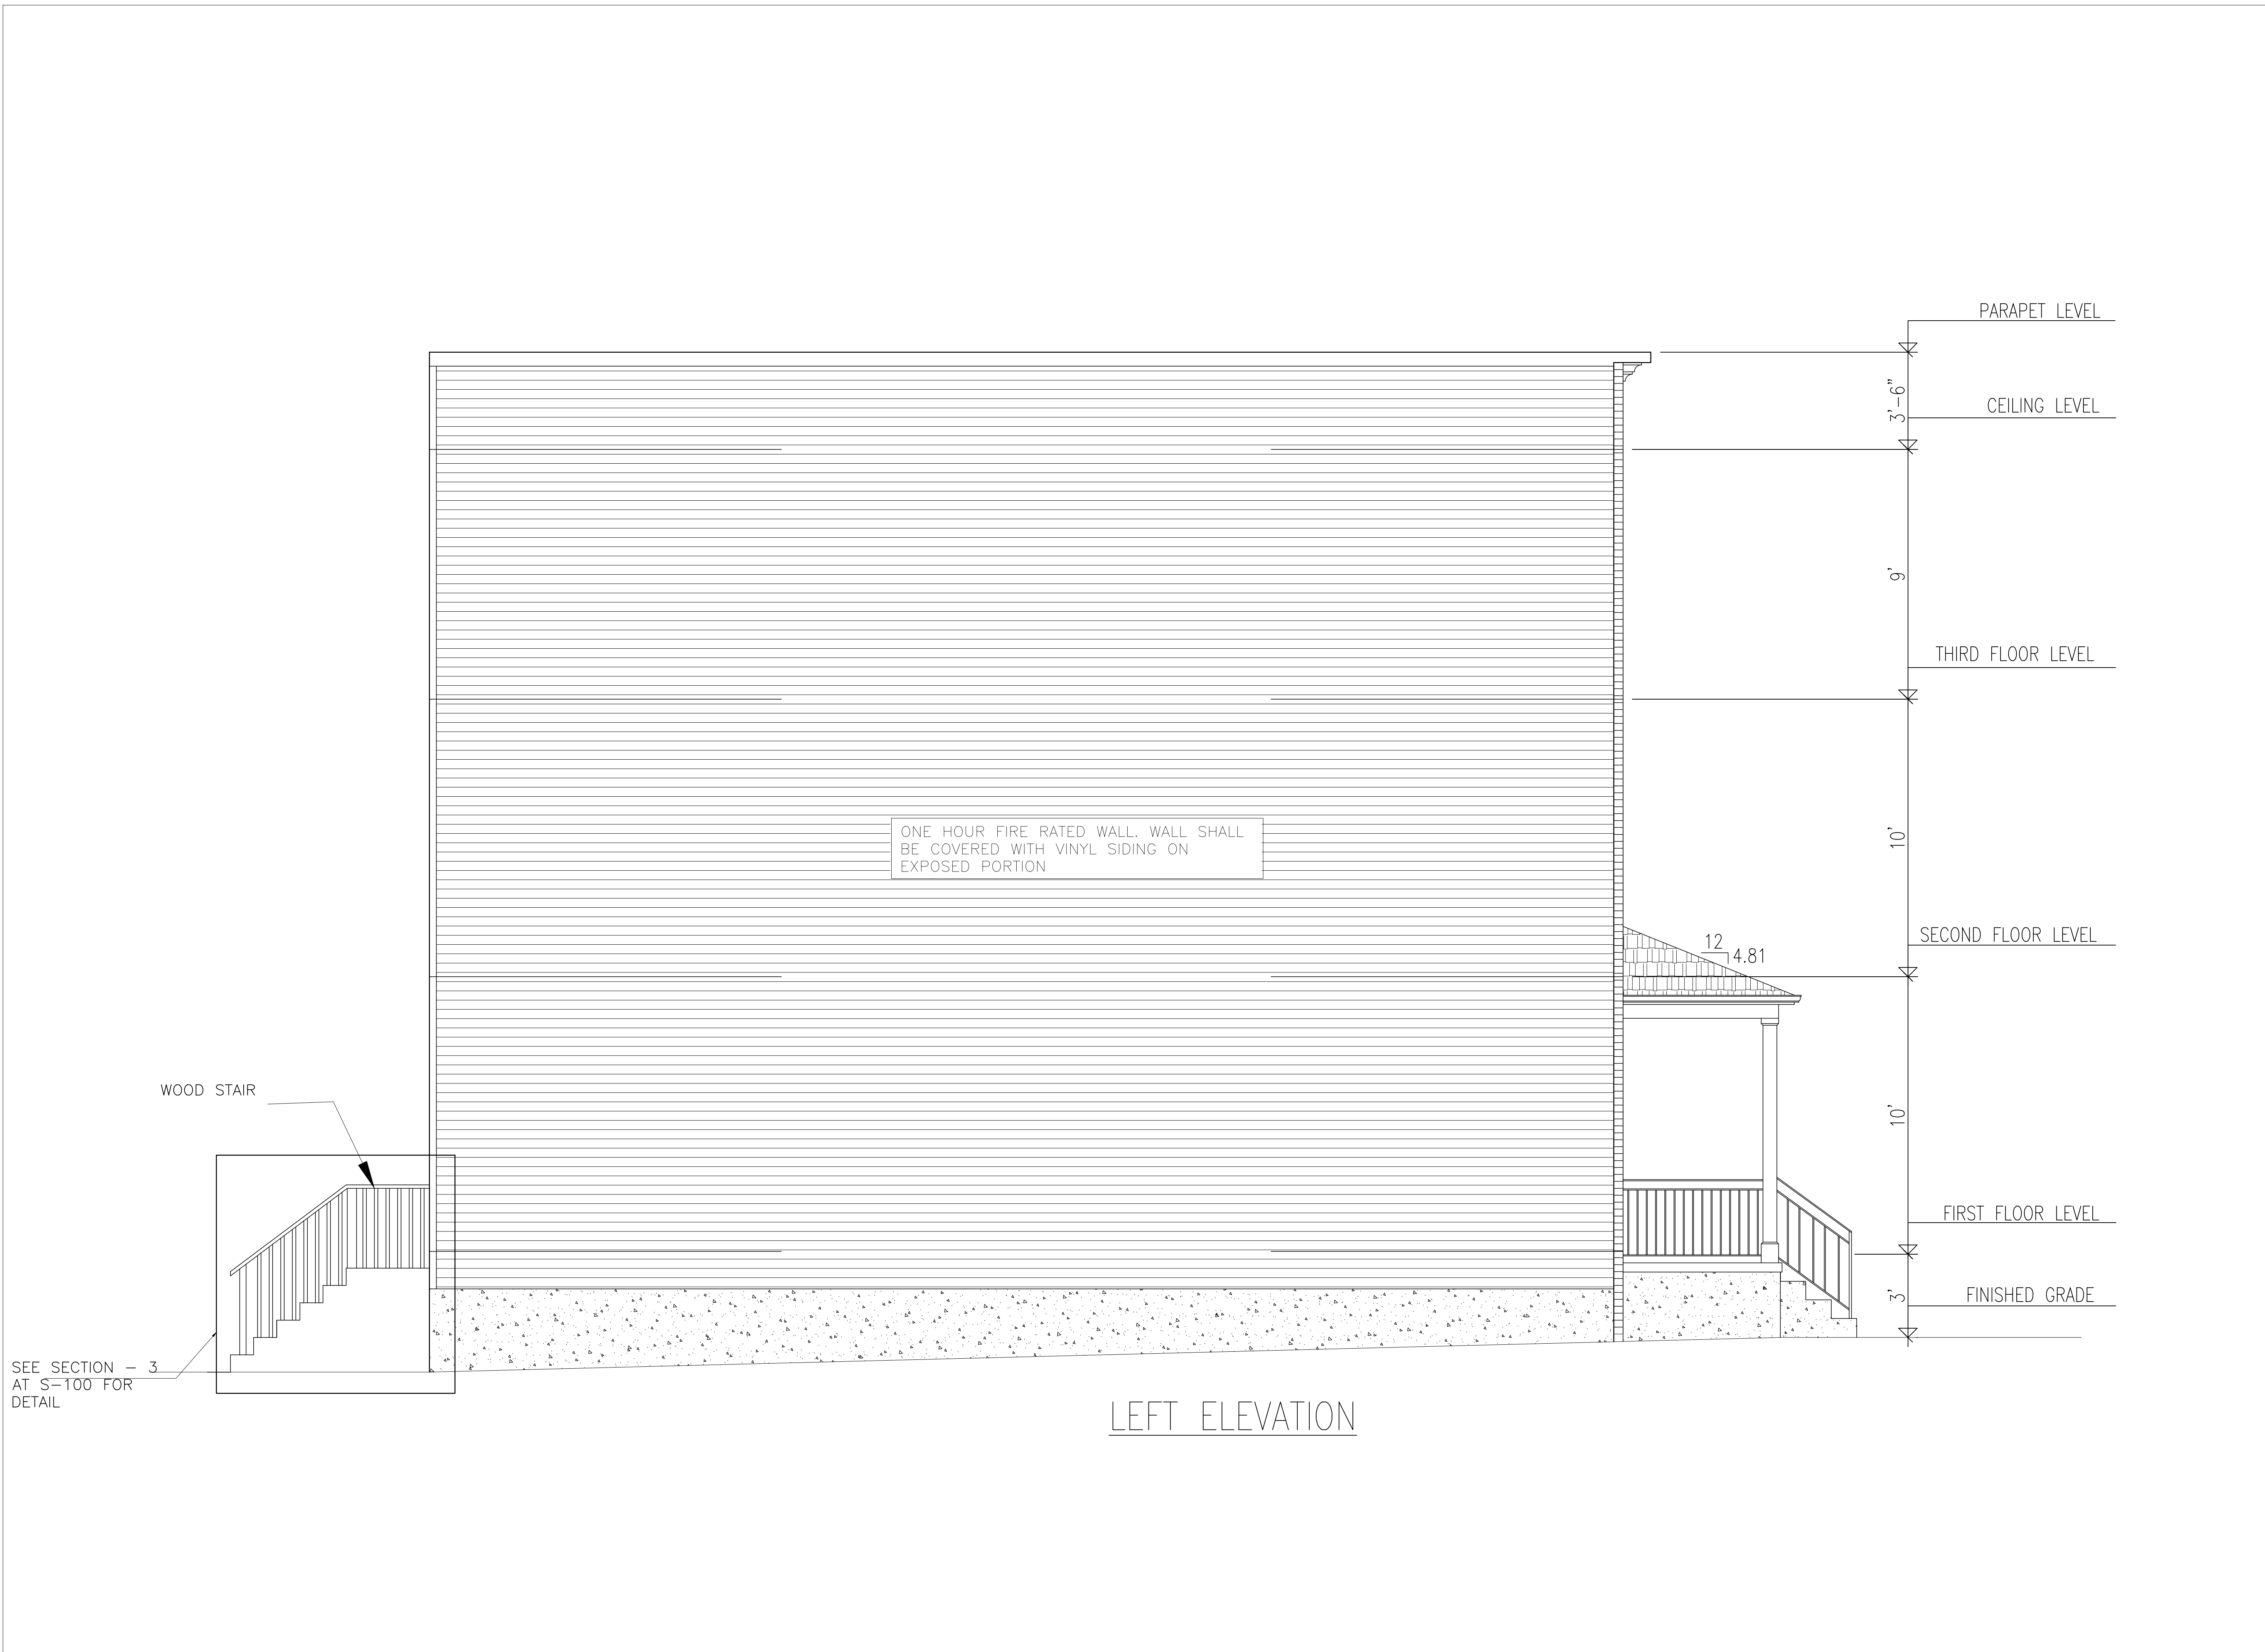 PARAPET LEVEL
3'-6"
CEILING LEVEL
9'
THIRD FLOOR LEVEL
10'
ONE HOUR FIRE RATED WALL. WALL SHALL
BE COVERED WITH VINYL SIDING ON
EXPOSED PORTION
SECOND FLOOR LEVEL
12
4.81
WOOD STAIR
10'
FIRST FLOOR LEVEL
3'
FINISHED GRADE
SEE SECTION - 3
AT S-100 FOR
DETAIL
LEFT ELEVATION